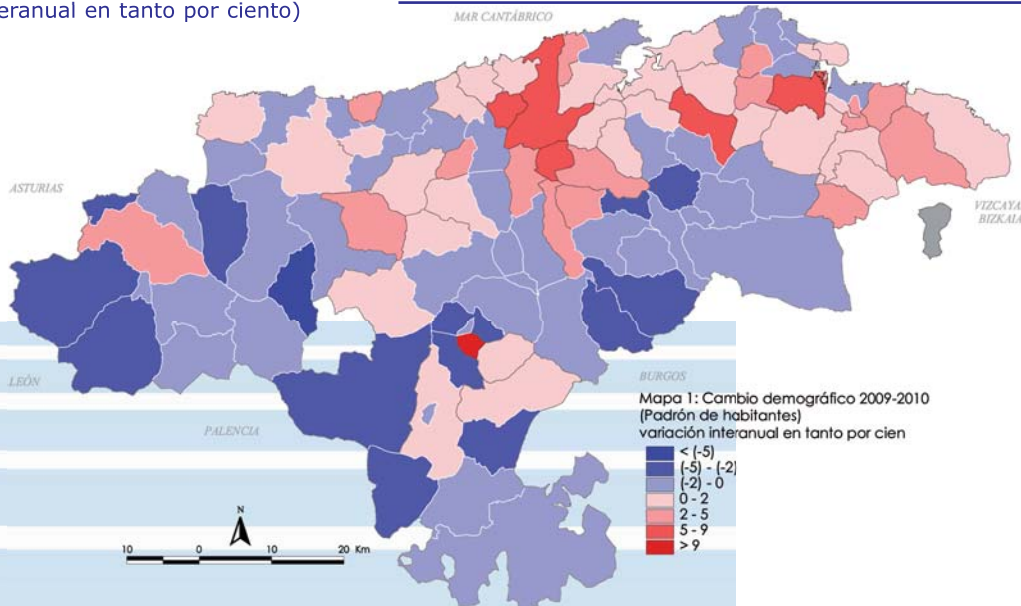 eranual en tanto por ciento)
MAR CANTÁBRICO
ASTURIAS
VIZCAYA
BIZKAIA
LEÓN
PALENCIA
BURGOS
Mapa 1: Cambio demográfico 2009-2010
(Padrón de habitantes)
variación interanual en tanto por cien
< (-5)
(-5) - (-2)
(-2) - 0
0 - 2
2 - 5
5 - 9
> 9
N
10 0 10 20 Km